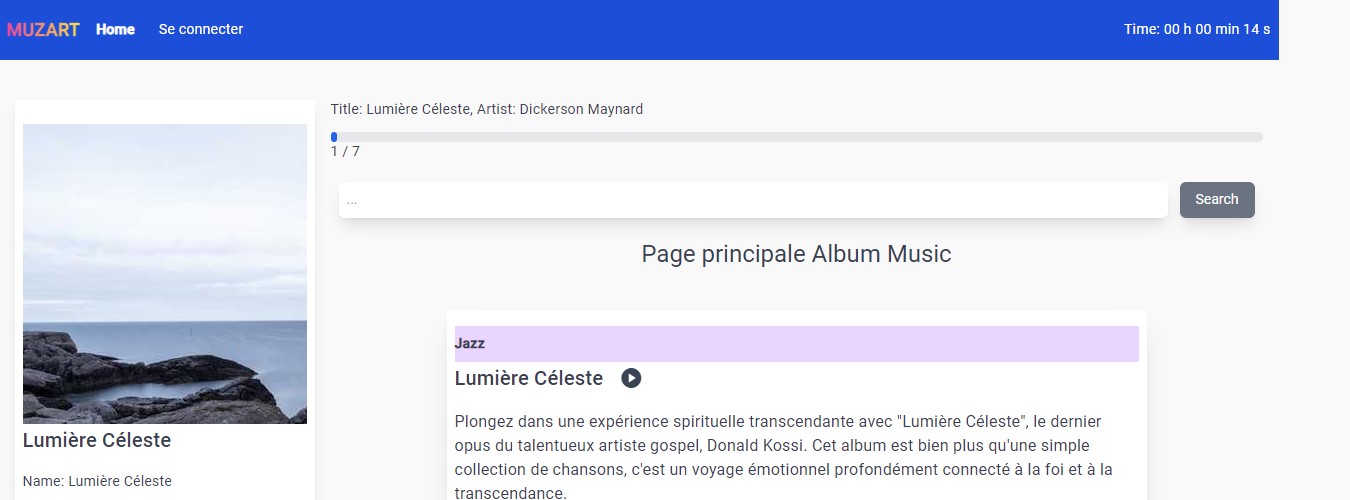 MUZART Home Se connecter Time: 00 h 00 min 14 s
Title: Lumière Céleste, Artist: Dickerson Maynard
1 / 7
...
Search
Page principale Album Music
Jazz
Lumière Céleste
Plongez dans une expérience spirituelle transcendante avec "Lumière Céleste", le dernier
opus du talentueux artiste gospel, Donald Kossi. Cet album est bien plus qu'une simple
collection de chansons, c'est un voyage émotionnel profondément connecté à la foi et à la
transcendance.
Lumière Céleste
Name: Lumière Céleste